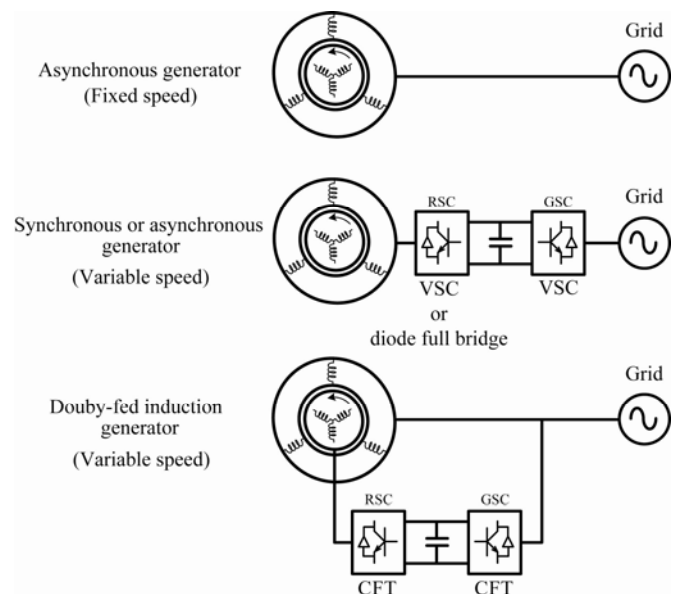 Grid
Asynchronous generator
(Fixed speed)
Grid
RSC
GSC
Synchronous or asynchronous
generator
(Variable speed)
VSC
VSC
or
diode full bridge
Grid
Douby-fed induction
generator
(Variable speed)
RSC
GSC
CFT
CFT